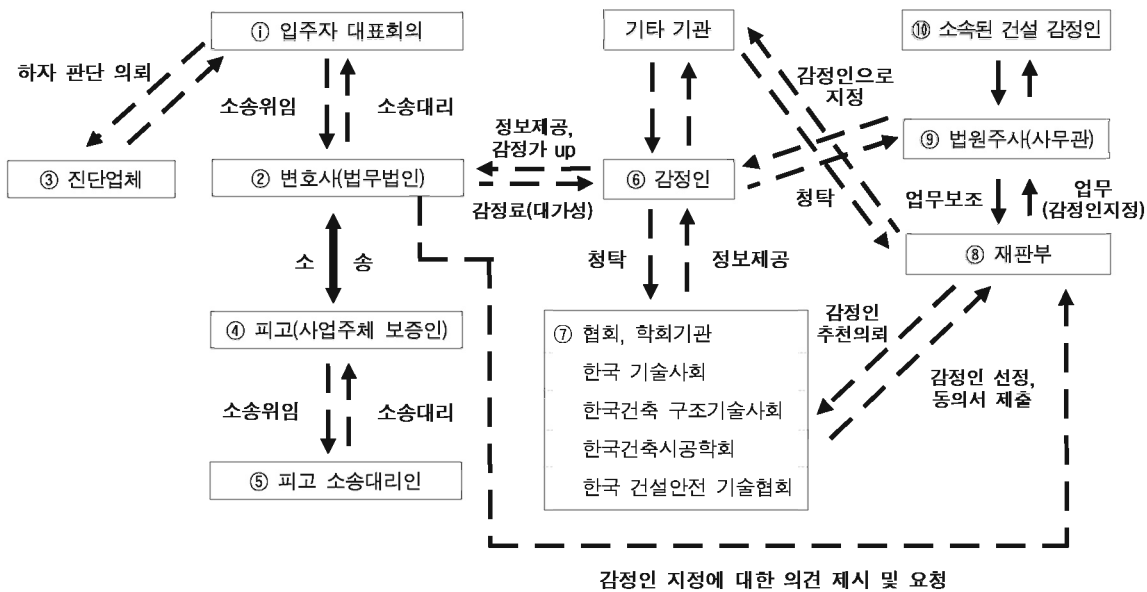 ① 입주자 대표회의
기타 기관
⑩ 소속된 건설 감정인
하자 판단 의뢰
소송위임
소송대리
감정인으로
지정
정보제공,
감정가 up
③ 진단업체
② 변호사(법무법인)
⑥ 감정인
⑨ 법원주사(사무관)
감정료(대가성)
청탁
업무보조
업무
(감정인지정)
소 송
청탁
정보제공
⑧ 재판부
④ 피고(사업주체 보증인)
⑦ 협회, 학회기관
한국 기술사회
한국건축 구조기술사회
한국건축시공학회
한국 건설안전 기술협회
감정인
추천의뢰
감정인 선정,
동의서 제출
소송위임
소송대리
⑤ 피고 소송대리인
감정인 지정에 대한 의견 제시 및 요청